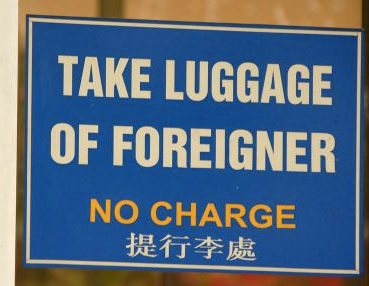 TAKE LUGGAGE
OF FOREIGNER
NO CHARGE
提行李處